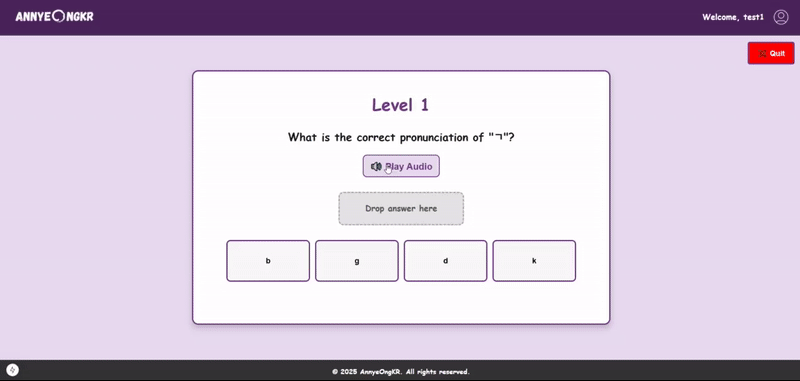 ANNYEONGKR
Welcome, test1
Quit
Level 1
What is the correct pronunciation of "ㄱ"?
Play Audio
Drop answer here
b
g
d
k
© 2025 AnnyeOngKR. All rights reserved.